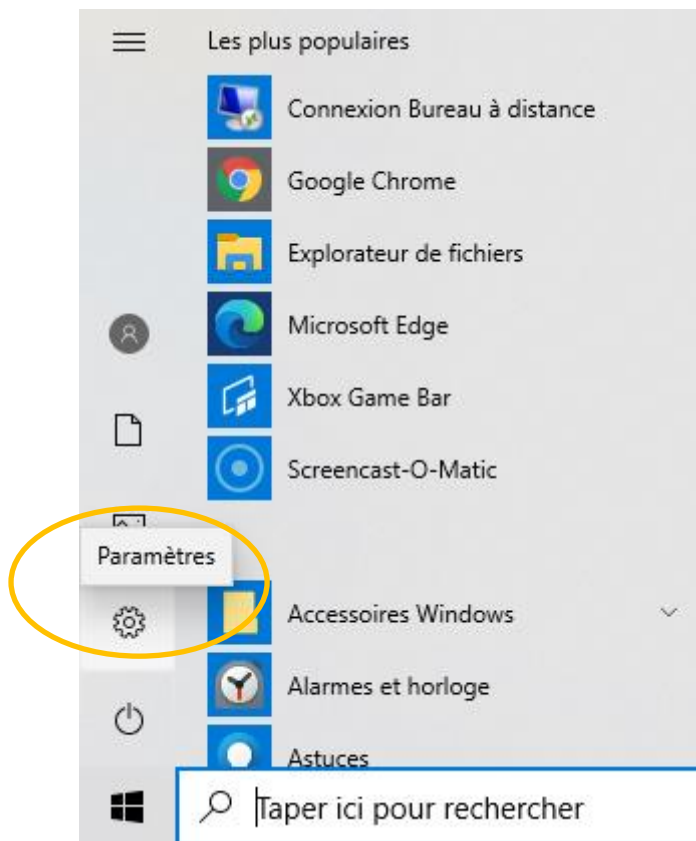 Les plus populaires
Connexion Bureau à distance
Google Chrome
Explorateur de fichiers
Microsoft Edge
Xbox Game Bar
Screencast-O-Matic
Paramètres
Accessoires Windows
Alarmes et horloge
Astuces
Taper ici pour rechercher